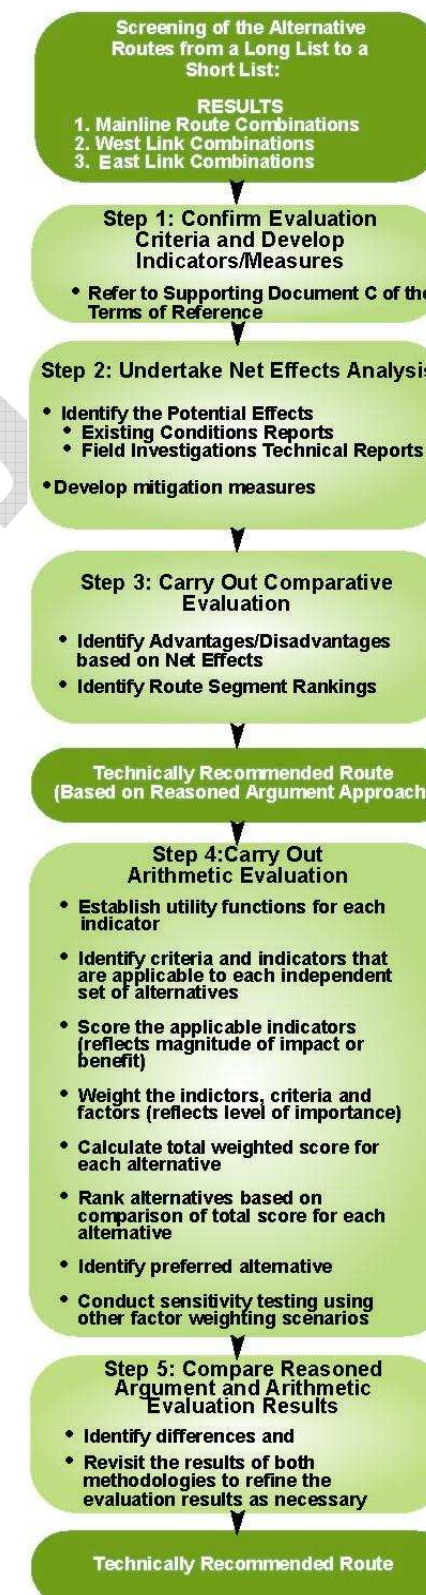 Screening of the Alternative
Routes from a Long List to a
Short List:
RESULTS
1. Mainline Route Combinations
2. West Link Combinations
3. East Link Combinations
Step 1: Confirm Evaluation
Criteria and Develop
Indicators/Measures
• Refer to Supporting Document C of the
Terms of Reference
Step 2: Undertake Net Effects Analysis
• Identify the Potential Effects
• Existing Conditions Reports
• Field Investigations Technical Reports
• Develop mitigation measures
Step 3: Carry Out Comparative
Evaluation
• Identify Advantages/Disadvantages
based on Net Effects
• Identify Route Segment Rankings
Technically Recommended Route
(Based on Reasoned Argument Approach
Step 4:Carry Out
Arithmetic Evaluation
• Establish utility functions for each
indicator
• Identify criteria and indicators that
are applicable to each independent
set of alternatives
• Score the applicable indicators
(reflects magnitude of impact or
benefit)
• Weight the indictors, criteria and
factors (reflects level of importance)
• Calculate total weighted score for
each alternative
• Rank alternatives based on
comparison of total score for each
alternative
• Identify preferred alternative
• Conduct sensitivity testing using
other factor weighting scenarios
Step 5: Compare Reasoned
Argument and Arithmetic
Evaluation Results
• Identify differences and
• Revisit the results of both
methodologies to refine the
evaluation results as necessary
Technically Recommended Route